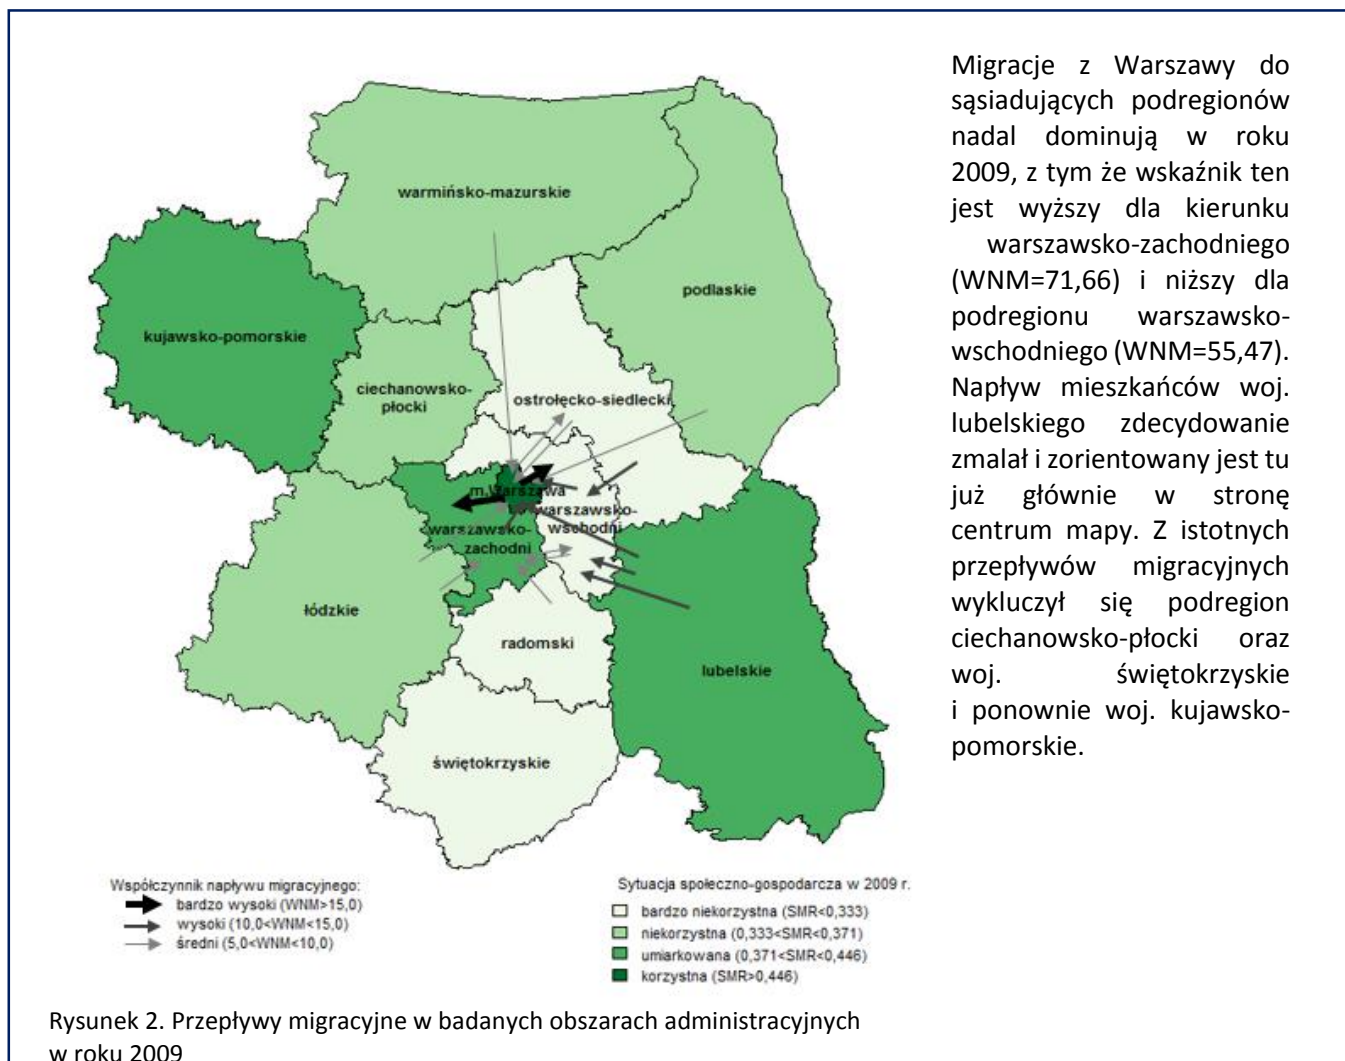 Migracje z Warszawy do
sąsiadujących podregionów
nadal dominują w roku
2009, z tym że wskaźnik ten
jest wyższy dla kierunku
warszawsko-zachodniego
(WNM=71,66) i niższy dla
podregionu warszawsko-
wschodniego (WNM=55,47).
Napływ mieszkańców woj.
lubelskiego zdecydowanie
zmalał i zorientowany jest tu
już głównie w stronę
centrum mapy. Z istotnych
przepływów migracyjnych
wykluczył się podregion
ciechanowsko-płocki oraz
woj. świętokrzyskie
i ponownie woj. kujawsko-
pomorskie.
warmińsko-mazurskie
podlaskie
kujawsko-pomorskie
ciechanowsko-
płocki
ostrołęcko-siedlecki
m.Warszawa
warszawsko-
wschodni
warszawsko-
zachodni
łódzkie
radomski
lubelskie
świętokrzyskie
Współczynnik napływu migracyjnego:
bardzo wysoki (WNM>15,0)
wysoki (10,0<WNM<15,0)
średni (5,0<WNM<10,0)
Sytuacja społeczno-gospodarcza w 2009 r.
bardzo niekorzystna (SMR<0,333)
niekorzystna (0,333<SMR<0,371)
umiarkowana (0,371<SMR<0,446)
korzystna (SMR>0,446)
Rysunek 2. Przepływy migracyjne w badanych obszarach administracyjnych
w roku 2009